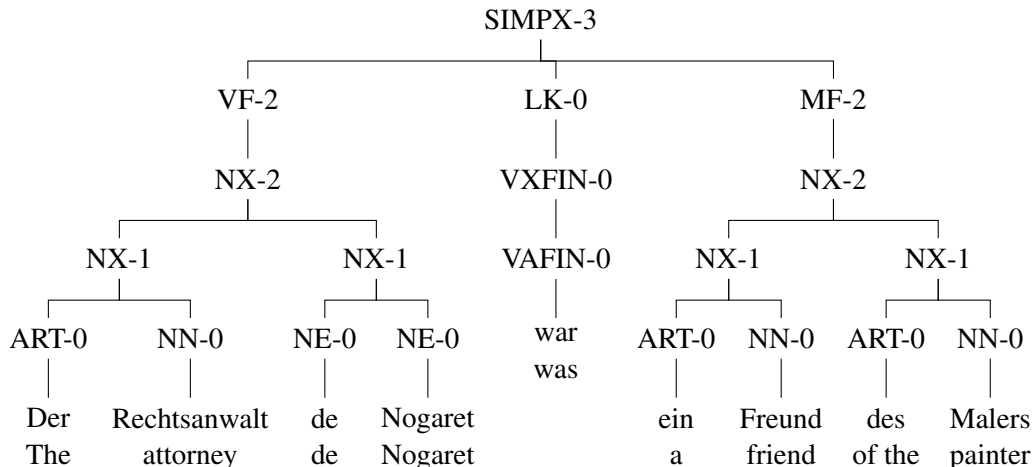 SIMPX-3
VF-2 LK-0 MF-2
NX-2 VXFIN-0 NX-2
NX-1 NX-1 VAFIN-0 NX-1 NX-1
ART-0 NN-0 NE-0 NE-0 war ART-0 NN-0 ART-0 NN-0
was
Der Rechtsanwalt de Nogaret ein Freund des Malers
The attorney de Nogaret a friend of the painter